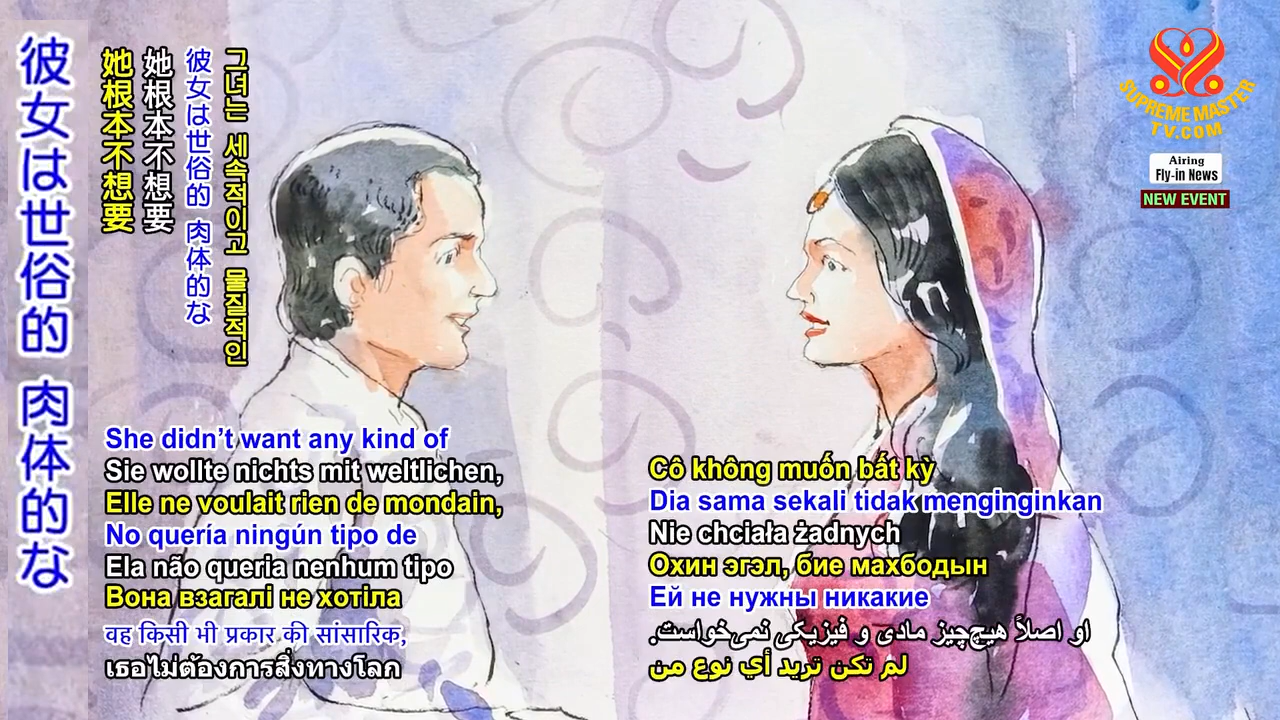 彼女は世俗的 肉体的な
她根本不想要
她根本不想要
彼女は世俗的 肉体的な
그녀는 세속적이고 물질적인
SUPREME MASTER
TV.COM
Airing
Fly-in News
NEW EVENT
She didn’t want any kind of
Sie wollte nichts mit weltlichen,
Elle ne voulait rien de mondain,
No quería ningún tipo de
Ela não queria nenhum tipo
Вона взагалі не хотіла
वह किसी भी प्रकार की सांसारिक,
เธอไม่ต้องการสิ่งทางโลก
Cô không muốn bất kỳ
Dia sama sekali tidak menginginkan
Nie chciała żadnych
Охин эгэл, бие махбодын
Ей не нужны никакие
او اصلاً هیچ‌چیز مادی و فیزیکی نمی‌خواست.
لم تكن تريد أي نوع من